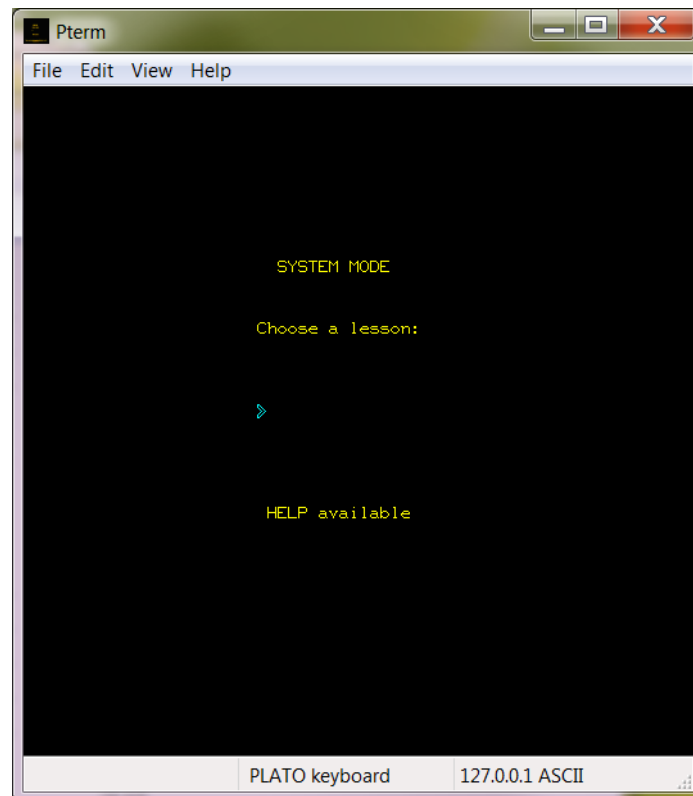 Pterm
File Edit View Help
SYSTEM MODE
Choose a lesson:
HELP available
PLATO keyboard 127.0.0.1 ASCII